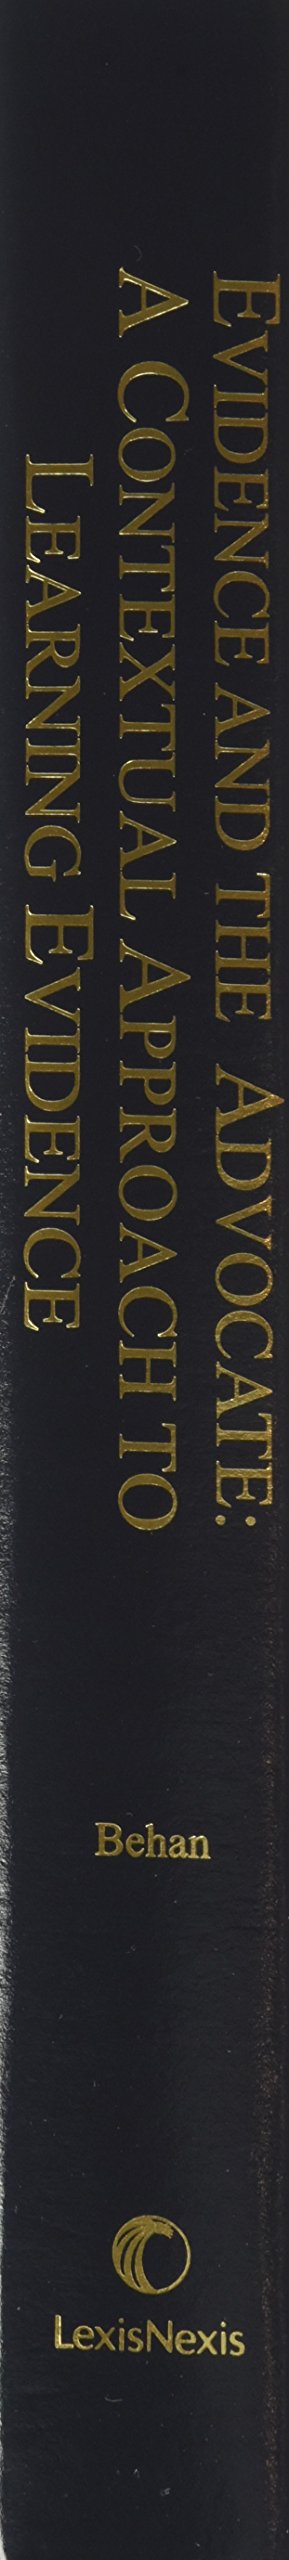 EVIDENCE AND THE ADVOCATE:
A CONTEXTUAL APPROACH TO
LEARNING EVIDENCE
Behan
LexisNexis